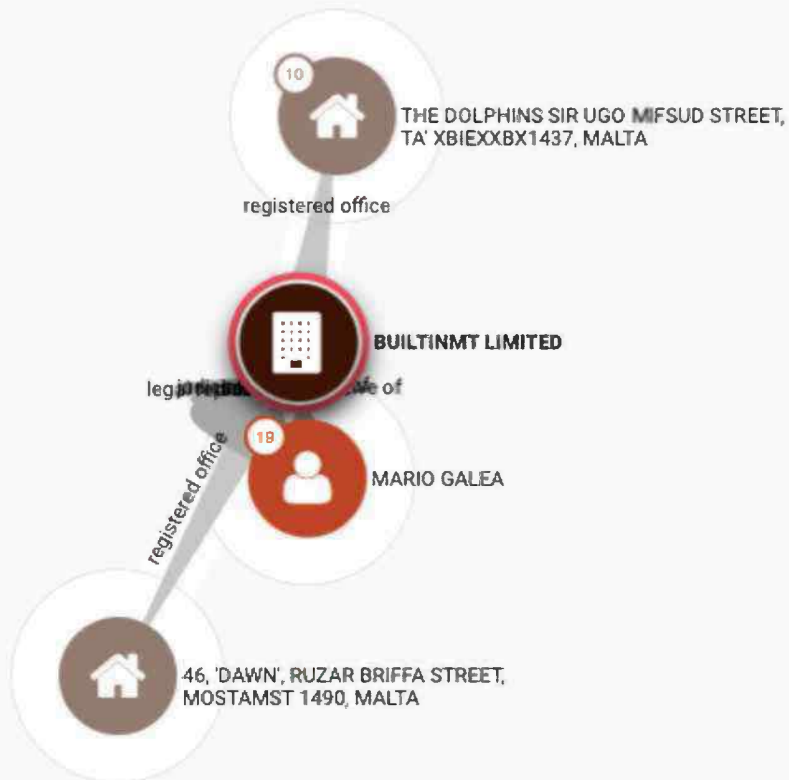 10
THE DOLPHINS SIR UGO MIFSUD STREET,
TA' XBIEXXBX1437, MALTA
registered office
BUILTINMT LIMITED
of
19
MARIO GALEA
registered office
46, 'DAWN', RUZAR BRIFFA STREET,
MOSTAMST 1490, MALTA